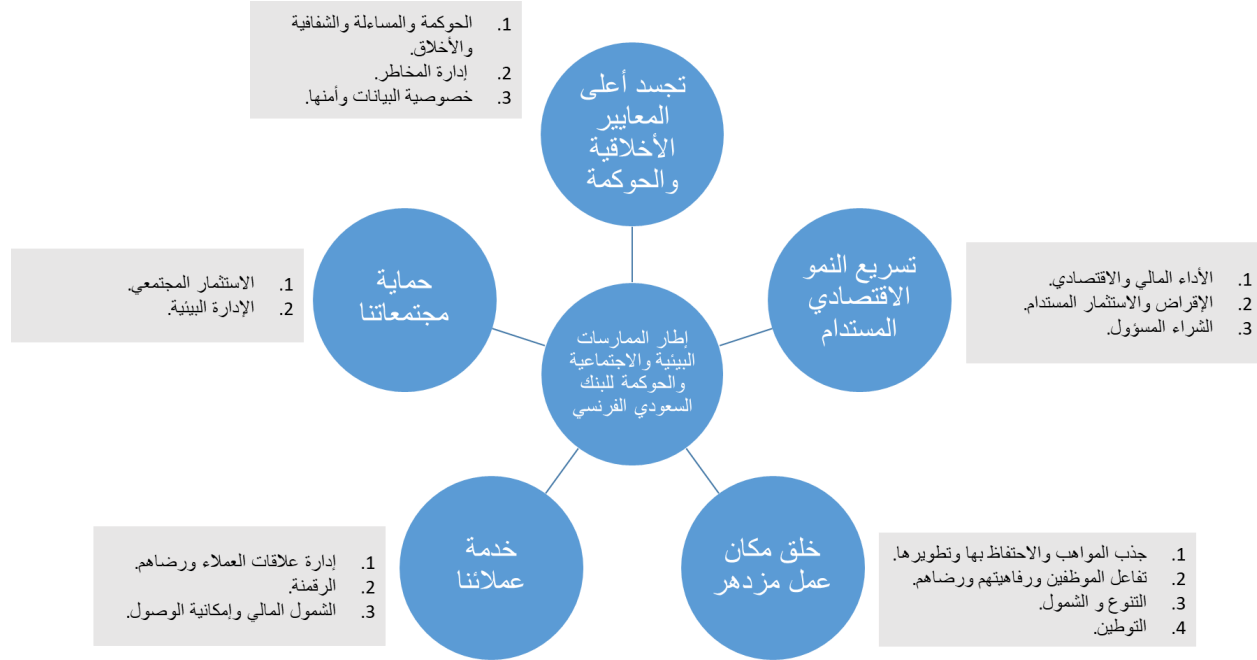 1. الحوكمة والمساءلة والشفافية
والأخلاق.
2. إدارة المخاطر.
3. خصوصية البيانات وأمنها.
تجسد أعلى
المعايير
الأخلاقية
والحوكمة
تسريع النمو
الاقتصادي
المستدام
1. الأداء المالي والاقتصادي.
2. الإقراض والاستثمار المستدام.
3. الشراء المسؤول.
حماية
مجتمعاتنا
1. الاستثمار المجتمعي.
2. الإدارة البيئية.
إطار الممارسات
البيئية والاجتماعية
والحوكمة للبنك
السعودي الفرنسي
خلق مكان
عمل مزدهر
1. جذب المواهب والاحتفاظ بها وتطويرها.
2. تفاعل الموظفين ورفاهيتهم ورضاهم.
3. التنوع و الشمول.
4. التوطين.
خدمة
عملائنا
1. إدارة علاقات العملاء ورضاهم.
2. الرقمنة.
3. الشمول المالي وإمكانية الوصول.